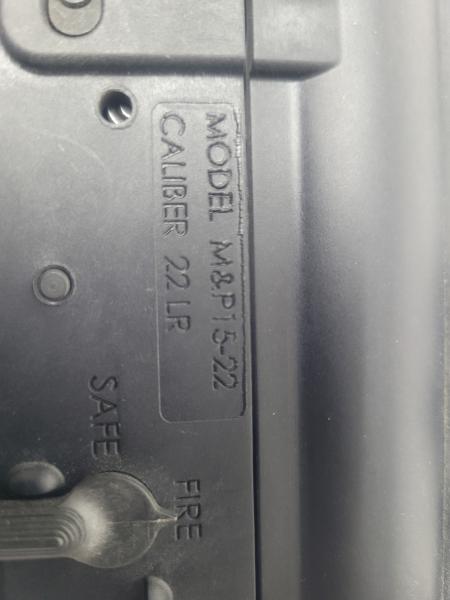 MODEL M&P15-22
CALIBER 22 LR
SAFE
FIRE